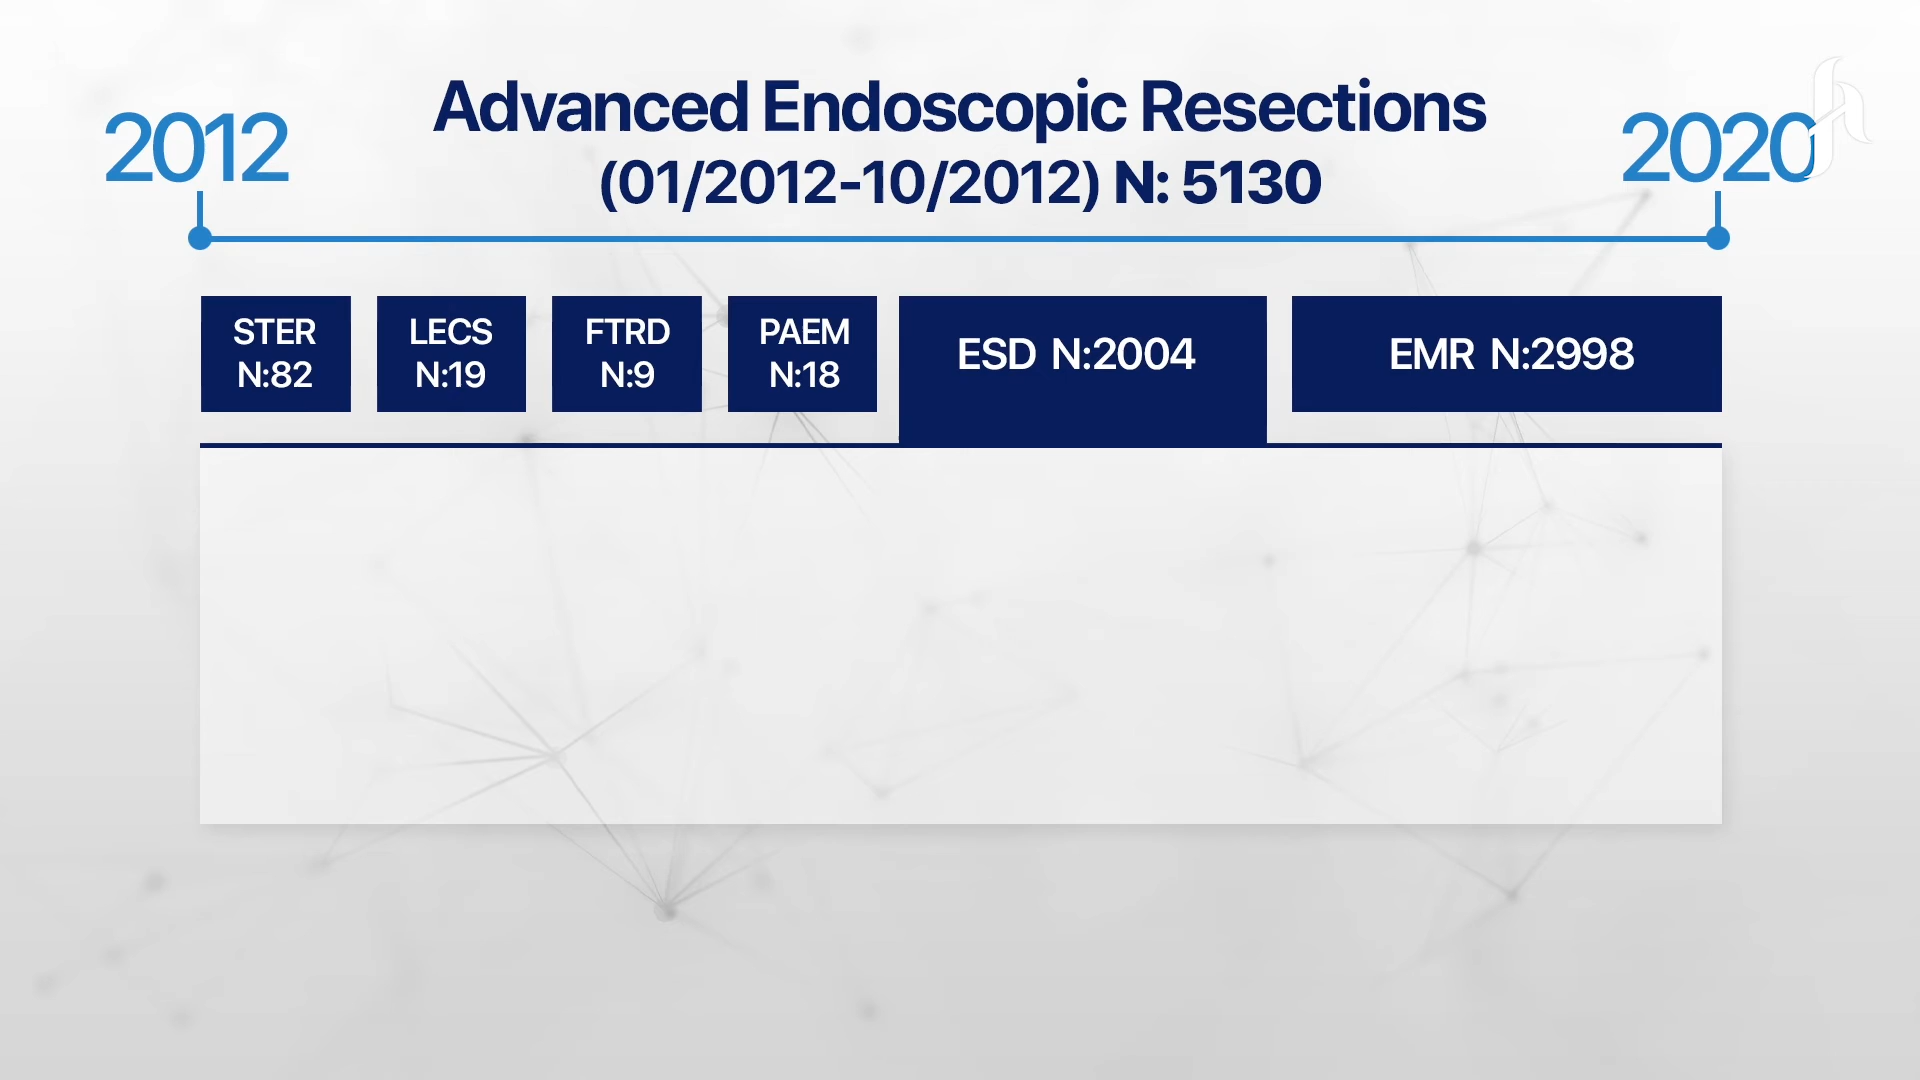 2012
Advanced Endoscopic Resections
(01/2012-10/2012) N: 5130
2020
STER
N:82
LECS
N:19
FTRD
N:9
PAEM
N:18
ESD N:2004
EMR N:2998